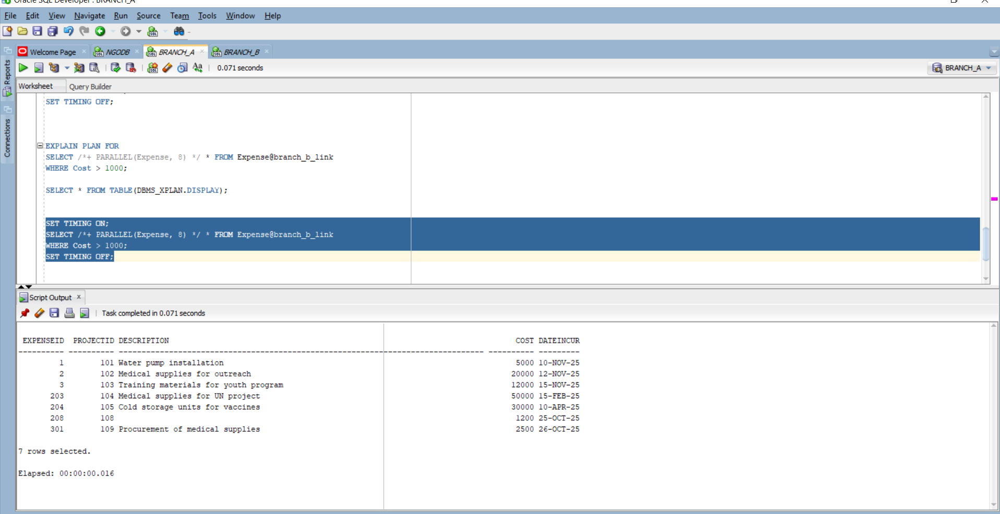 Oracle SQL Developer : BRANCH_A
File Edit View Navigate Run Source Team Tools Window Help
Welcome Page NGODB BRANCH_A BRANCH_B
0.071 seconds BRANCH_A
Reports
Connections
Worksheet Query Builder
SET TIMING OFF;
EXPLAIN PLAN FOR
SELECT /*+ PARALLEL(Expense, 8) */ * FROM Expense@branch_b_link
WHERE Cost > 1000;
SELECT * FROM TABLE(DBMS_XPLAN.DISPLAY);
SET TIMING ON;
SELECT /*+ PARALLEL(Expense, 8) */ * FROM Expense@branch_b_link
WHERE Cost > 1000;
SET TIMING OFF;
Script Output x
Task completed in 0.071 seconds
EXPENSEID PROJECTID DESCRIPTION COST DATEINCUR
---------- ---------- -------------------------------------------------------------------------------- ---------- ---------
1 101 Water pump installation 5000 10-NOV-25
2 102 Medical supplies for outreach 20000 12-NOV-25
3 103 Training materials for youth program 12000 15-NOV-25
203 104 Medical supplies for UN project 50000 15-FEB-25
204 105 Cold storage units for vaccines 30000 10-APR-25
208 108 1200 25-OCT-25
301 109 Procurement of medical supplies 2500 26-OCT-25
7 rows selected.
Elapsed: 00:00:00.016